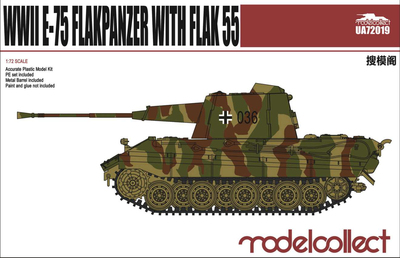 WWII E-75 FLAKPANZER WITH FLAK 55
modelcollect
UA72019
搜模阁
1:72 SCALE
Accurate Plastic Model Kit
PE set included
Metal Barrel included
Paint and glue not included
036
modelcollect